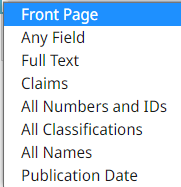 Front Page
Any Field
Full Text
Claims
All Numbers and IDs
All Classifications
All Names
Publication Date